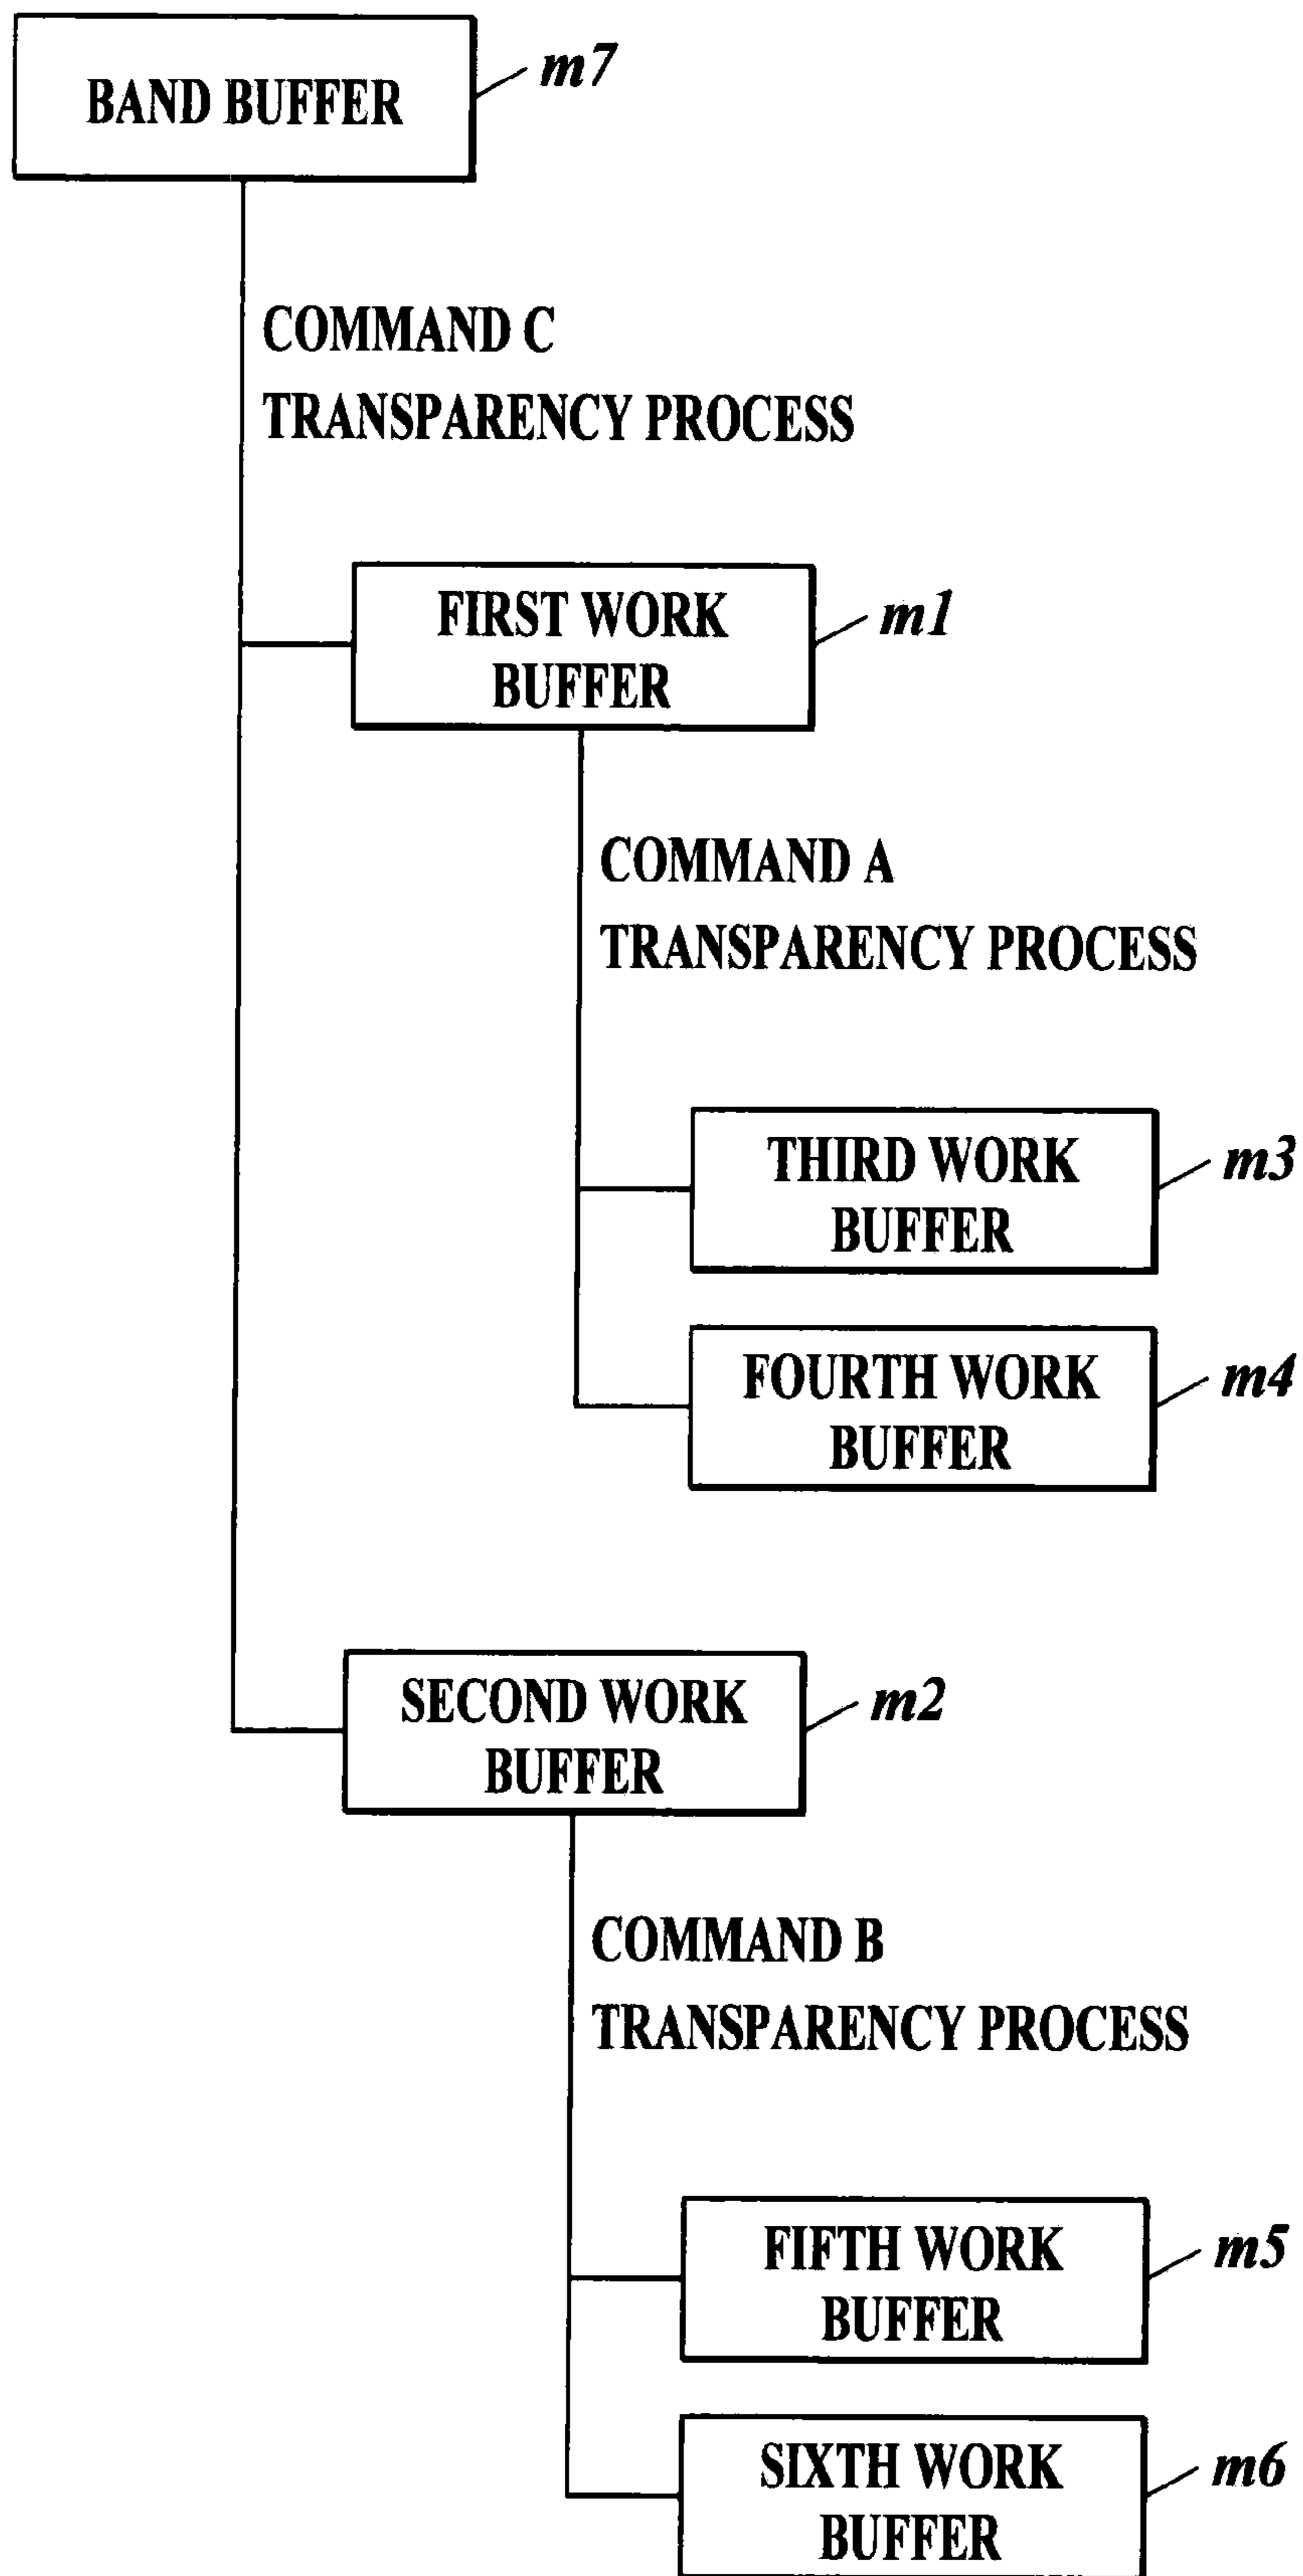 BAND BUFFER
m7
COMMAND C
TRANSPARENCY PROCESS
FIRST WORK
BUFFER
m1
COMMAND A
TRANSPARENCY PROCESS
THIRD WORK
BUFFER
m3
FOURTH WORK
BUFFER
m4
SECOND WORK
BUFFER
m2
COMMAND B
TRANSPARENCY PROCESS
FIFTH WORK
BUFFER
m5
SIXTH WORK
BUFFER
m6